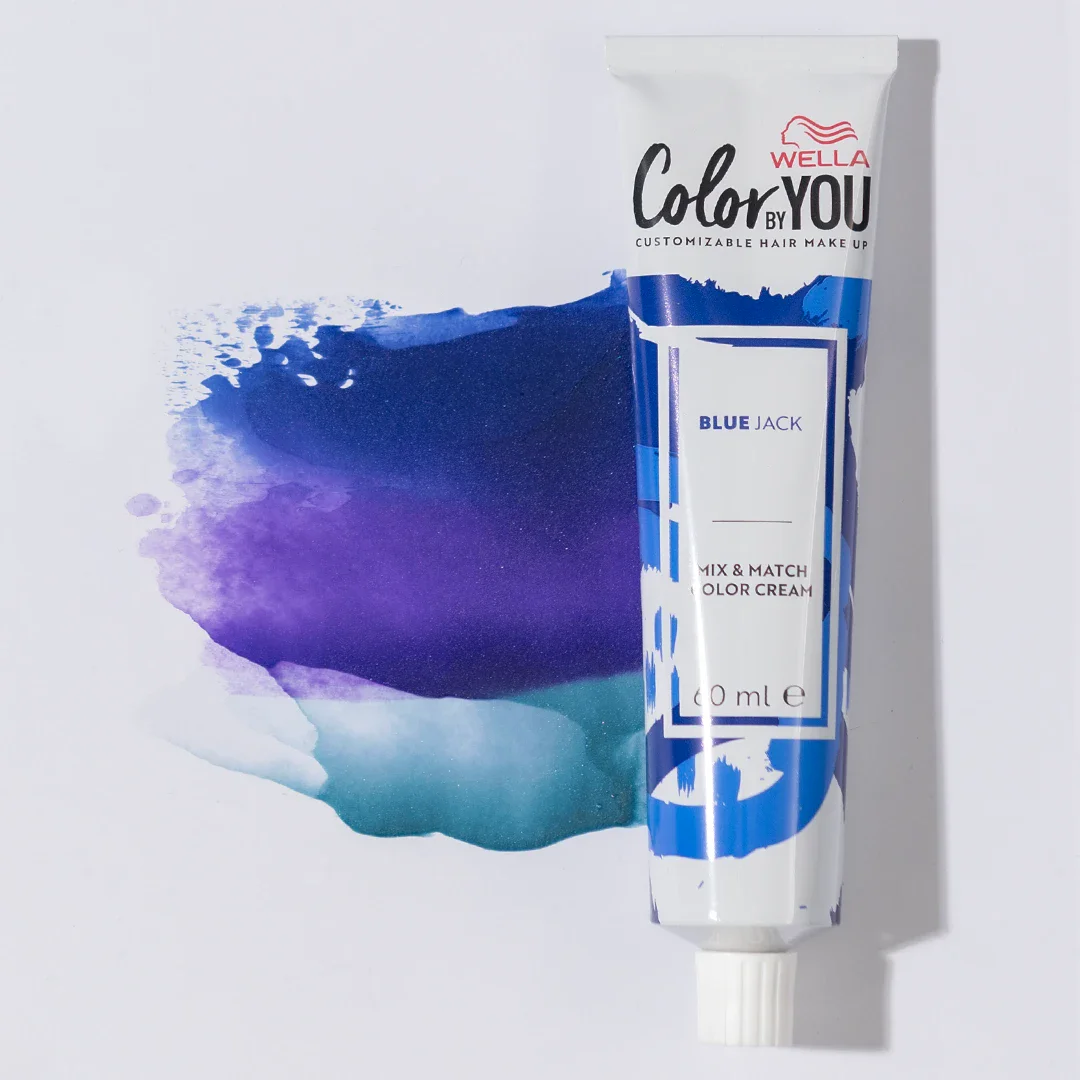 WELLA
Color BY YOU
CUSTOMIZABLE HAIR MAKE UP
BLUE JACK
MIX & MATCH
COLOR CREAM
60 ml ℮